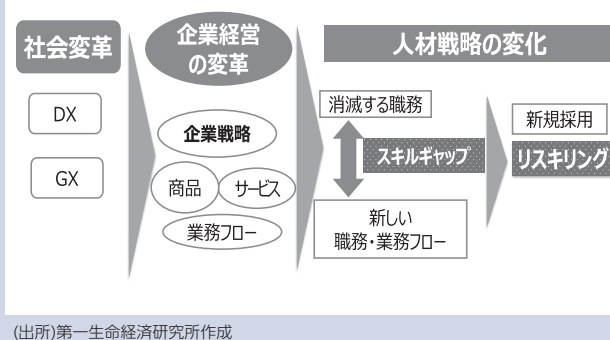 社会変革
DX
GX
企業経営
の変革
企業戦略
商品
サービス
業務フロー
人材戦略の変化
消滅する職務
スキルギャップ
新しい
職務・業務フロー
新規採用
リスキリング
(出所)第一生命経済研究所作成